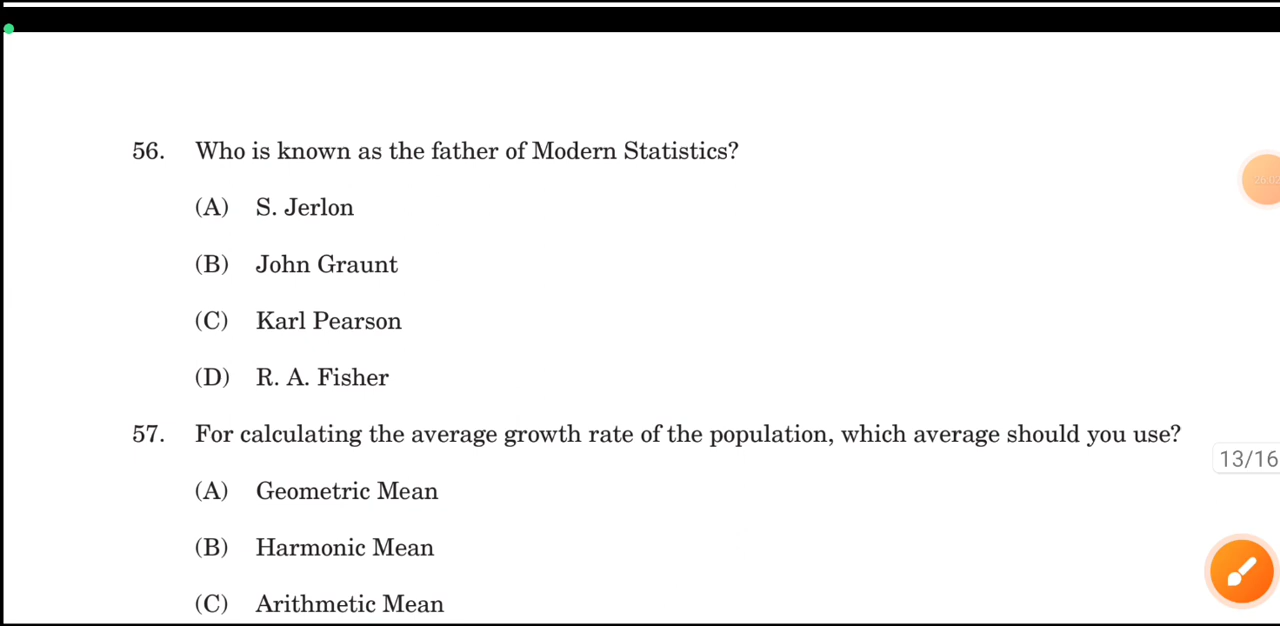 56. Who is known as the father of Modern Statistics?
(A) S. Jerlon
(B) John Graunt
(C) Karl Pearson
(D) R. A. Fisher
57. For calculating the average growth rate of the population, which average should you use?
13/16
(A) Geometric Mean
(B) Harmonic Mean
(C) Arithmetic Mean